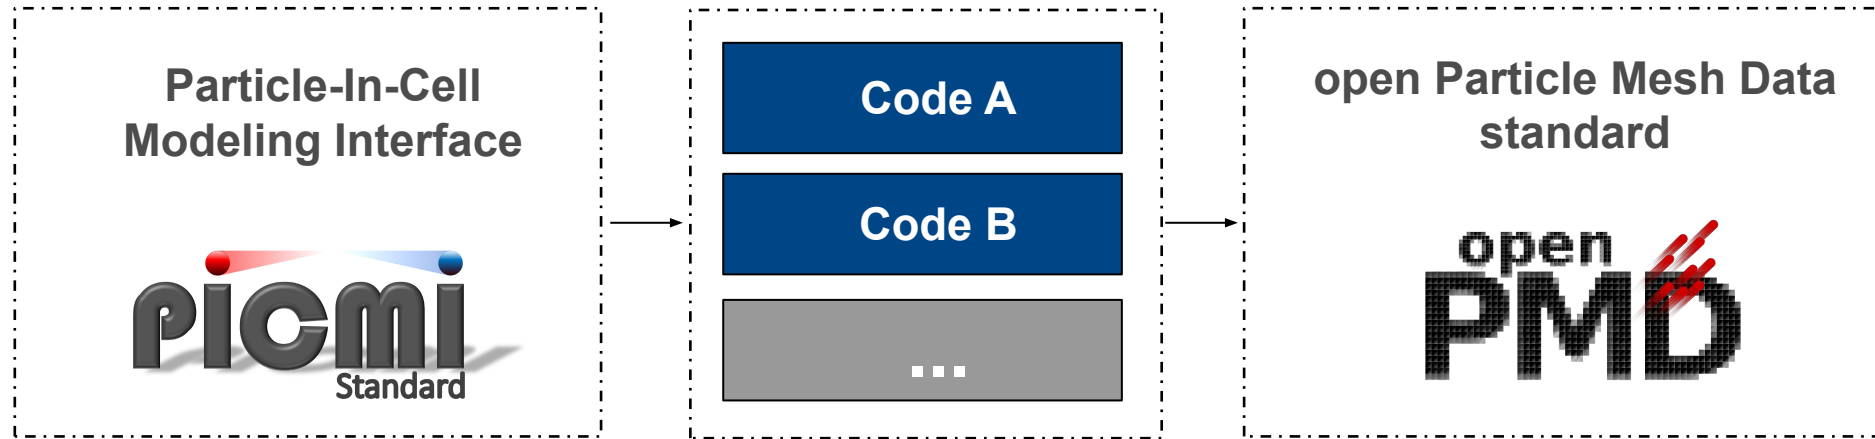 Particle-In-Cell
Modeling Interface
PICMI
Standard
Code A
Code B
...
open Particle Mesh Data
standard
open
PMD